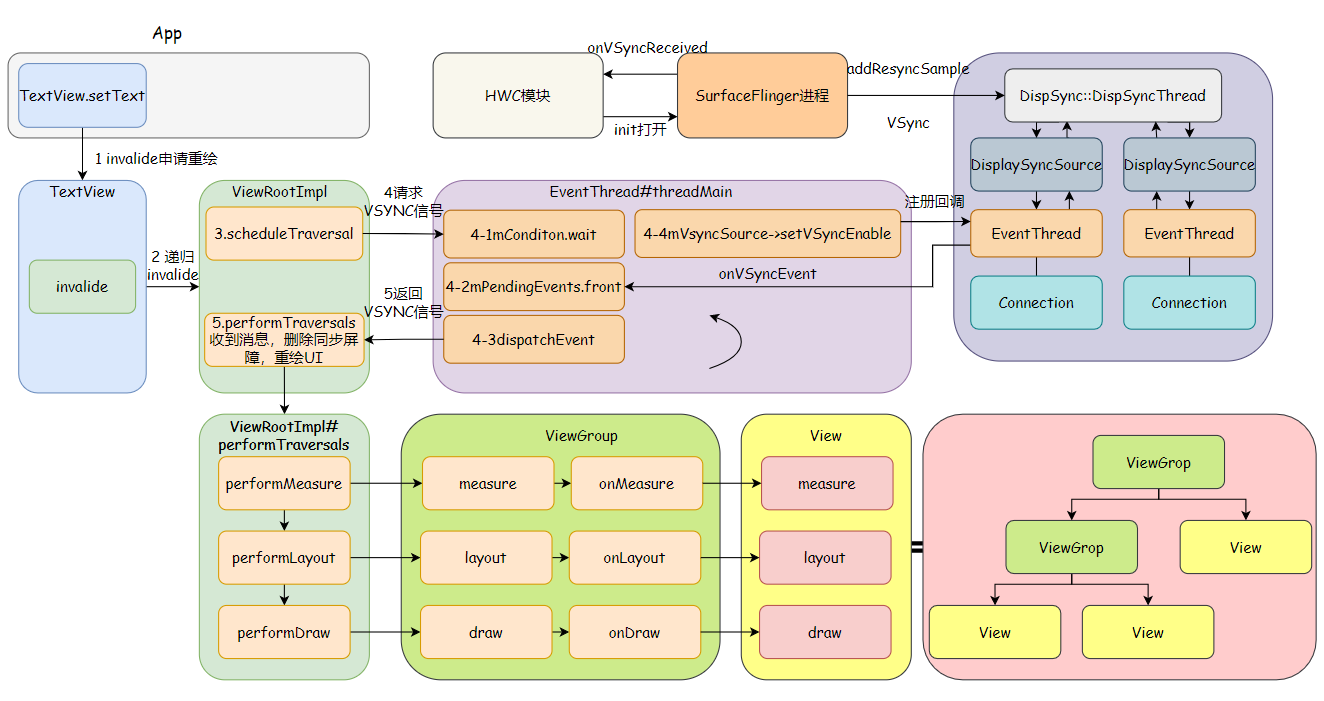 App
TextView.setText
1 invalide申请重绘
TextView
invalide
2 递归
invalide
ViewRootImpl
3.scheduleTraversal
5.performTraversals
收到消息，删除同步屏
障，重绘UI
4请求
VSYNC信号
5返回
VSYNC信号
onVSyncReceived
HWC模块
init打开
SurfaceFlinger进程
addResyncSample
VSync
EventThread#threadMain
4-1mConditon.wait
4-4mVsyncSource->setVSyncEnable
4-2mPendingEvents.front
4-3dispatchEvent
注册回调
onVSyncEvent
DispSync::DispSyncThread
DisplaySyncSource
DisplaySyncSource
EventThread
EventThread
Connection
Connection
ViewRootImpl#
performTraversals
performMeasure
performLayout
performDraw
ViewGroup
measure
onMeasure
layout
onLayout
draw
onDraw
View
measure
layout
draw
=
ViewGrop
ViewGrop
View
View
View